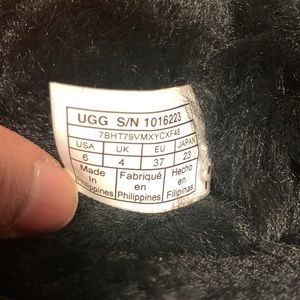 UGG S/N 1016223
7BHT79VMXYCXF48
USA UK EU JAPAN
6 4 37 23
Made Fabriqué Hecho
in en en
Philippines Philippines Filipinas